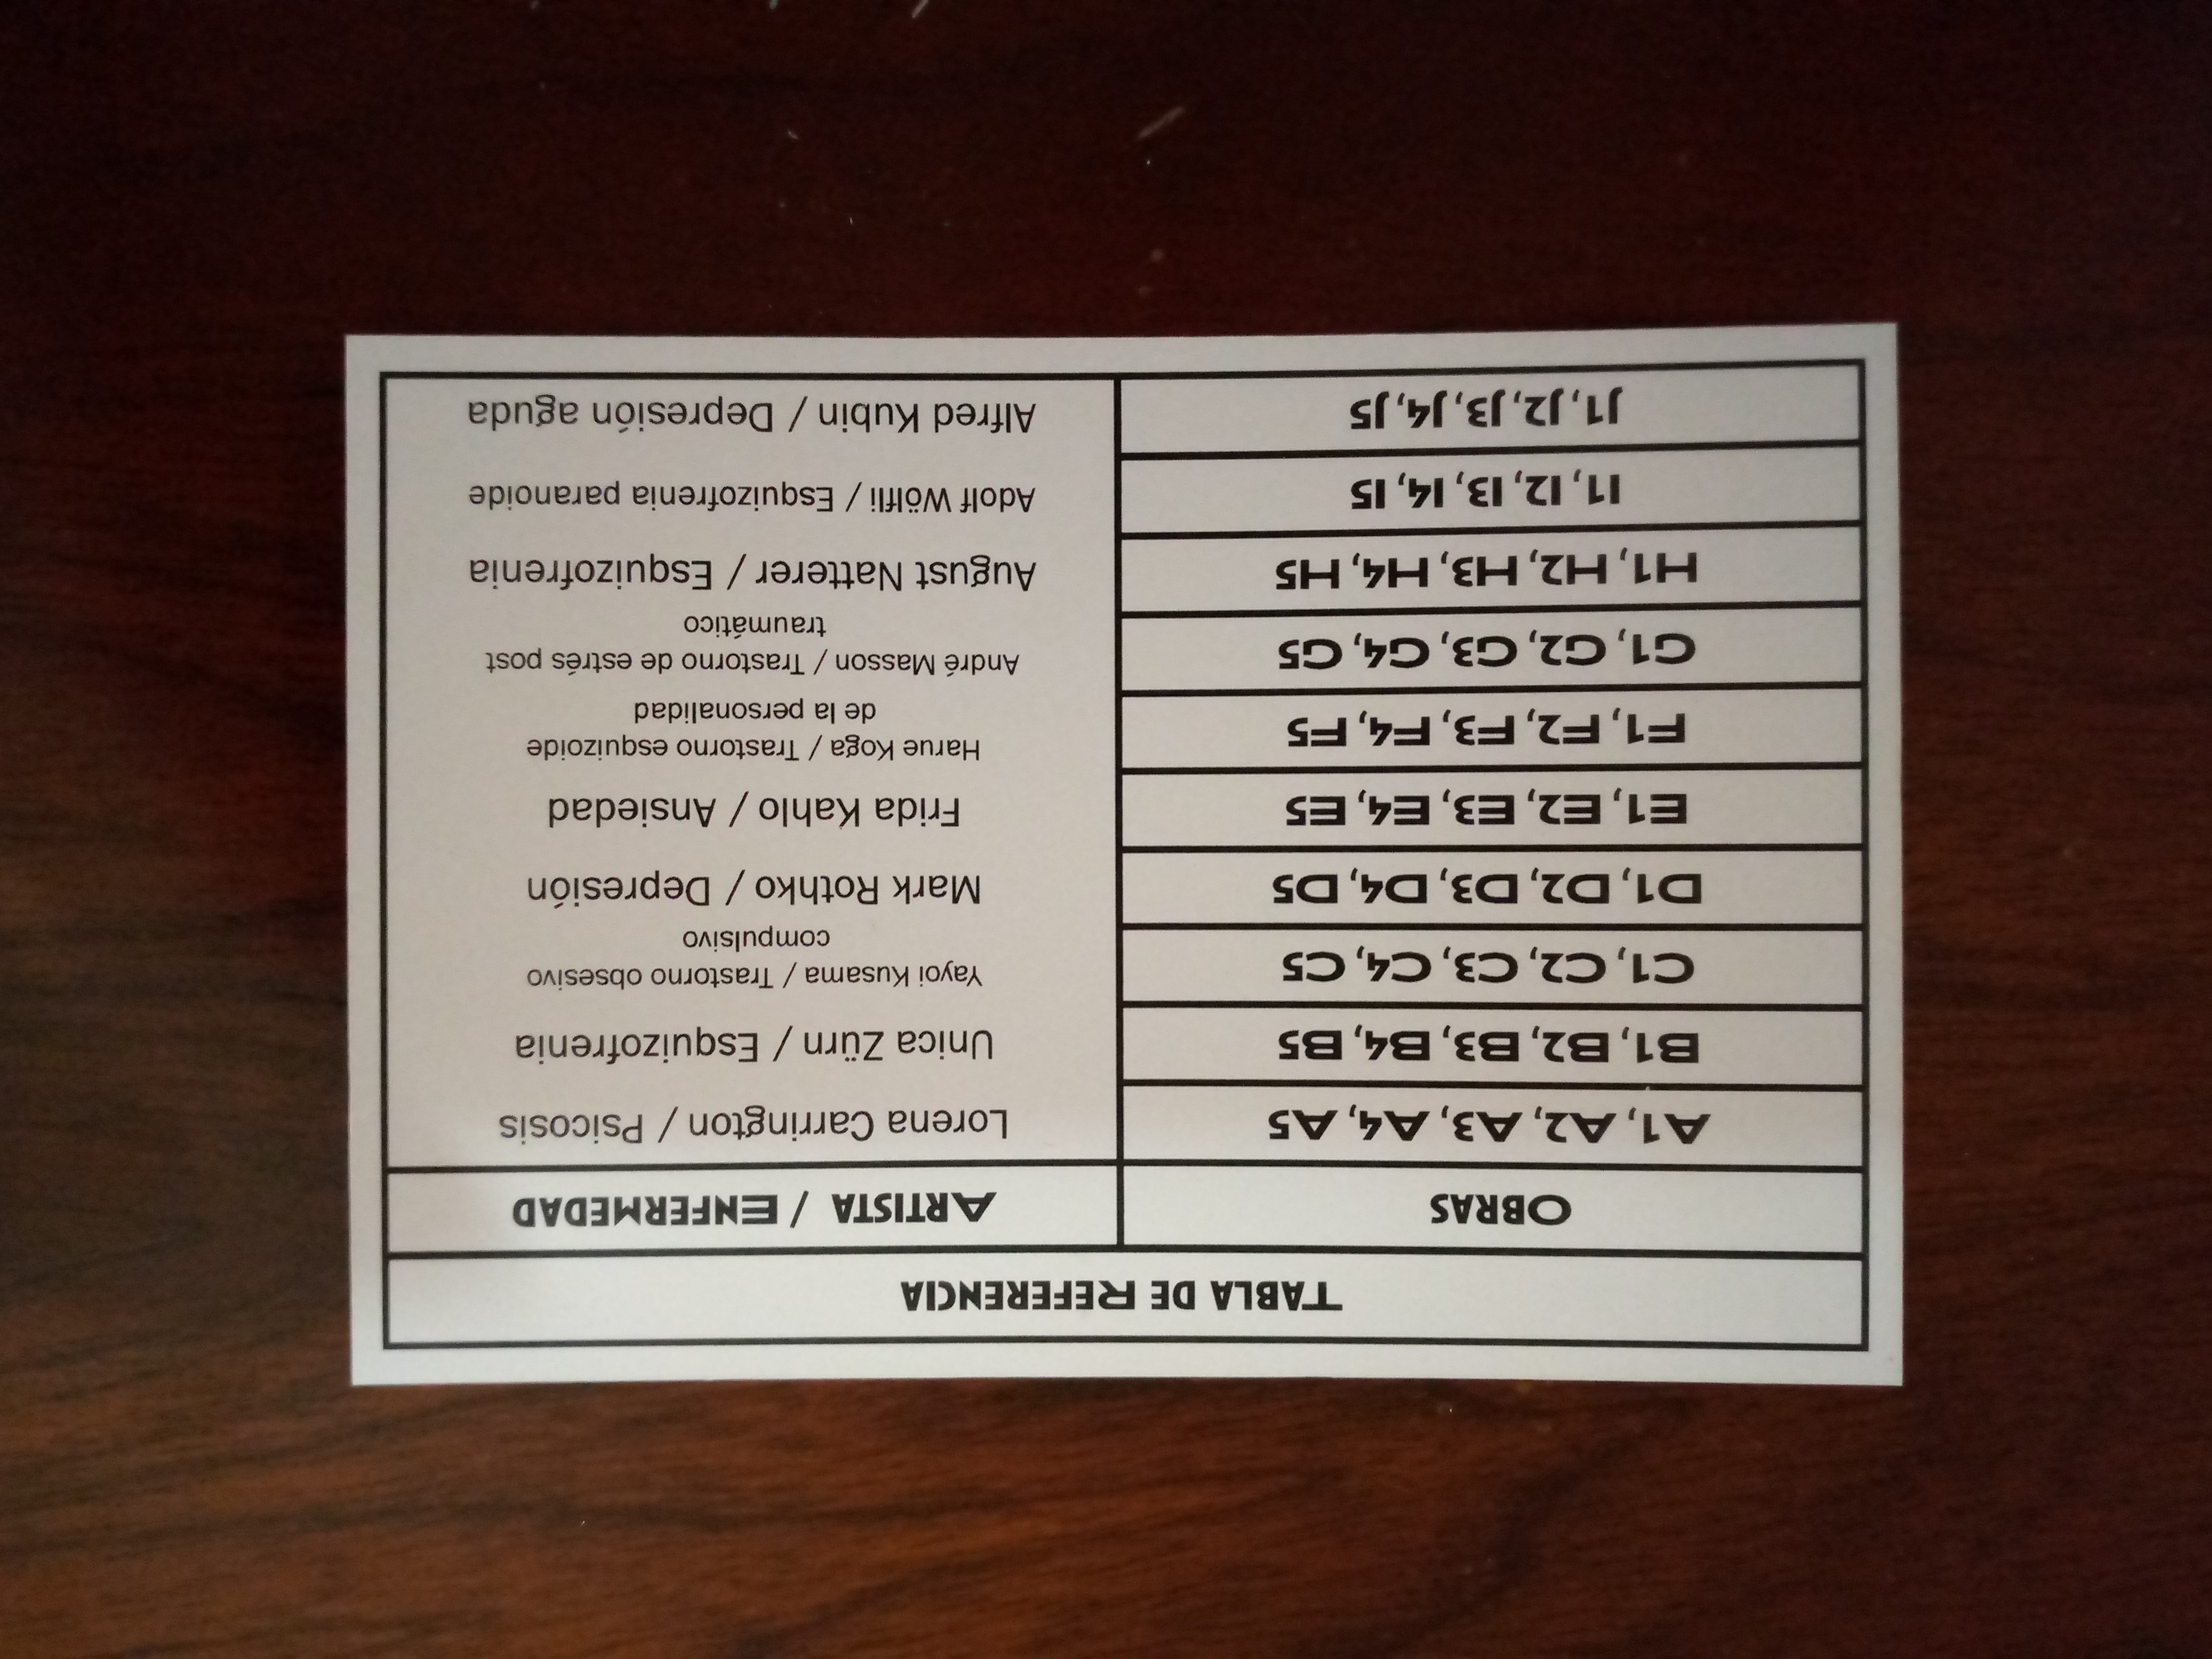 TABLA DE REFERENCIA
OBRAS
ARTISTA / ENFERMEDAD
A1, A2, A3, A4, A5
Lorena Carrington / Psicosis
B1, B2, B3, B4, B5
Unica Zürn / Esquizofrenia
C1, C2, C3, C4, C5
Yayoi Kusama / Trastorno obsesivo
compulsivo
D1, D2, D3, D4, D5
Mark Rothko / Depresión
E1, E2, E3, E4, E5
Frida Kahlo / Ansiedad
F1, F2, F3, F4, F5
Harue Koga / Trastorno esquizoide
de la personalidad
G1, G2, G3, G4, G5
André Masson / Trastorno de estrés post
traumático
H1, H2, H3, H4, H5
August Natterer / Esquizofrenia
I1, I2, I3, I4, I5
Adolf Wölfli / Esquizofrenia paranoide
J1, J2, J3, J4, J5
Alfred Kubin / Depresión aguda